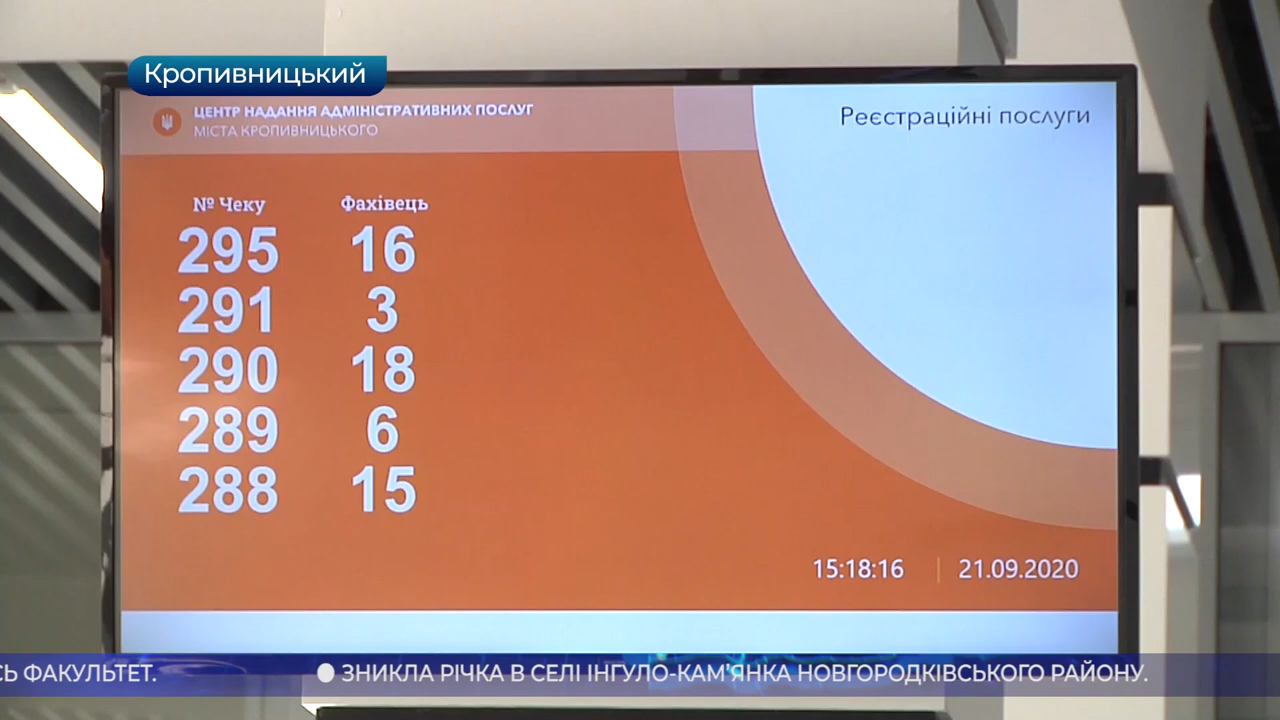 Кропивницький
ЦЕНТР НАДАННЯ АДМІНІСТРАТИВНИХ ПОСЛУГ
МІСТА КРОПИВНИЦЬКОГО
Реєстраційні послуги
№ Чеку Фахівець
295 16
291 3
290 18
289 6
288 15
15:18:16 21.09.2020
СЬ ФАКУЛЬТЕТ. ЗНИКЛА РІЧКА В СЕЛІ ІНГУЛО-КАМ'ЯНКА НОВГОРОДКІВСЬКОГО РАЙОНУ.